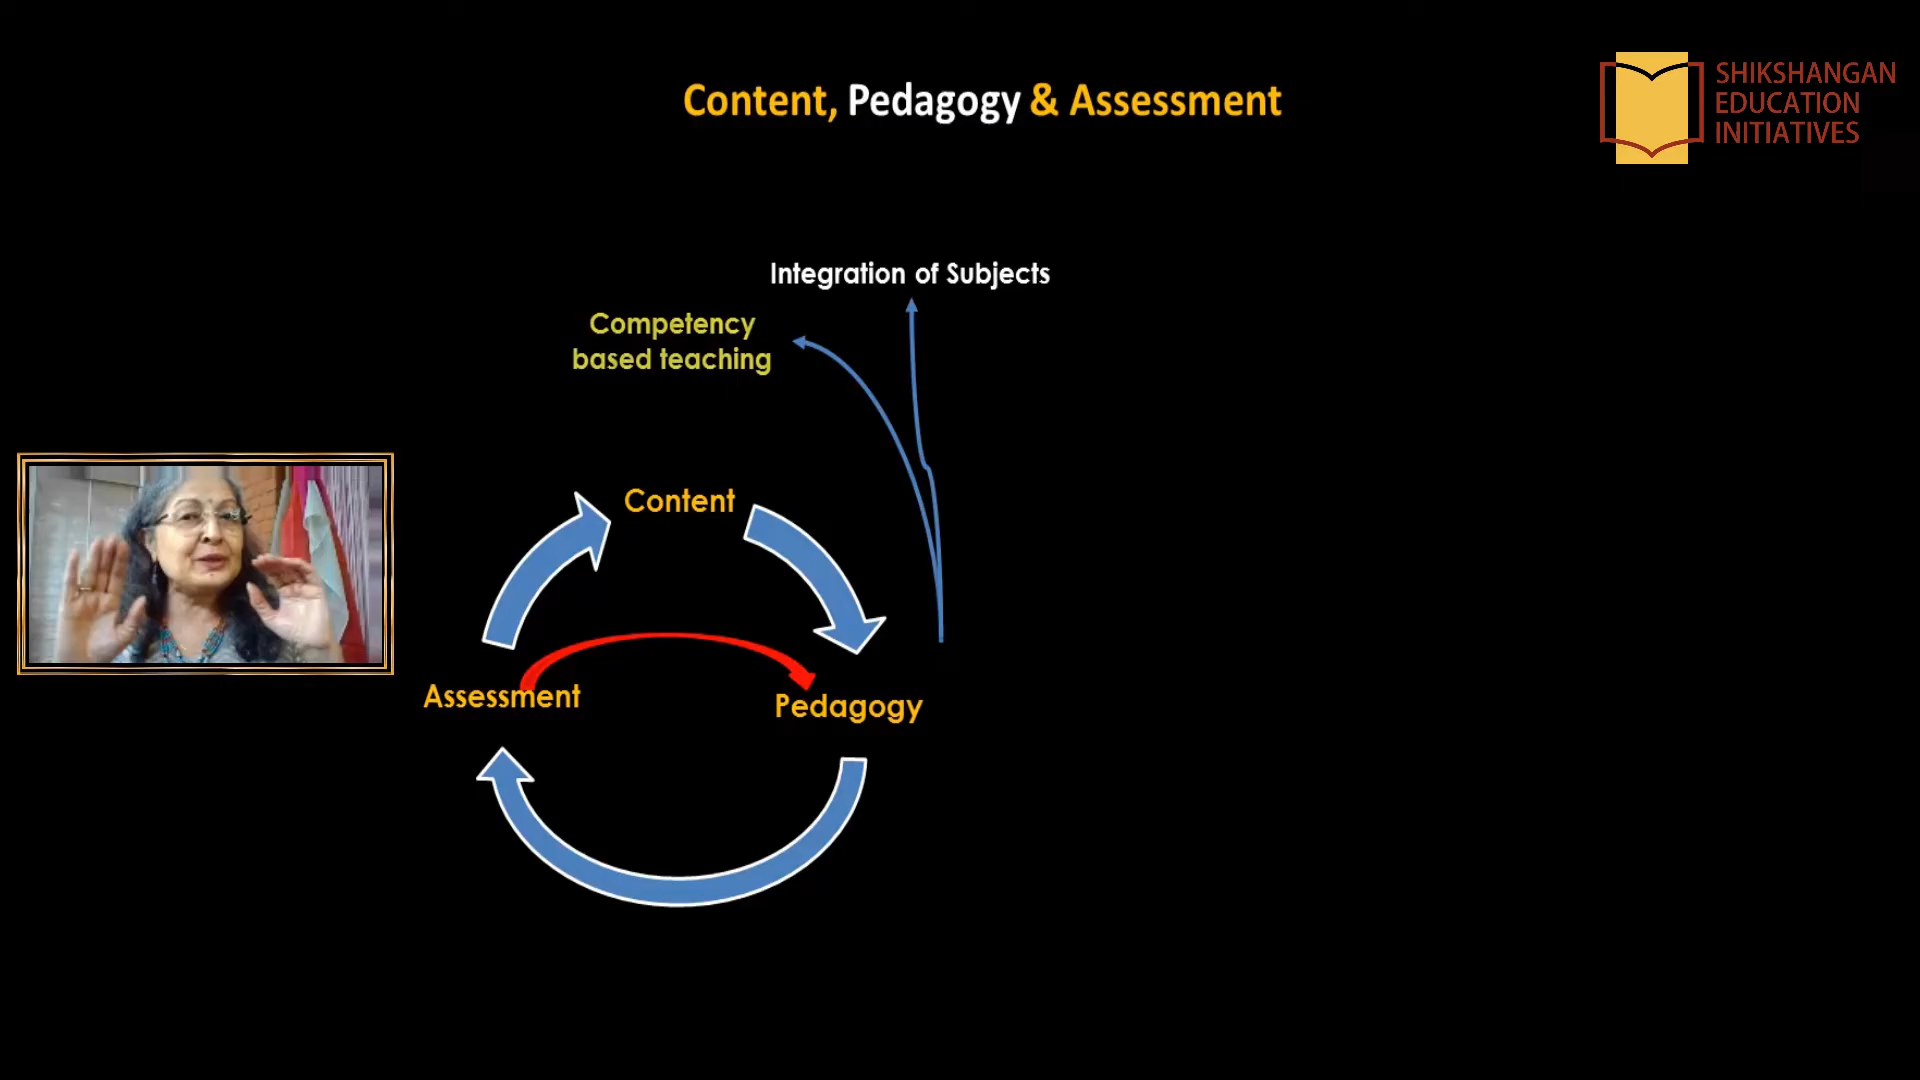 Content, Pedagogy & Assessment
SHIKSHANGAN
EDUCATION
INITIATIVES
Integration of Subjects
Competency
based teaching
Content
Assessment
Pedagogy